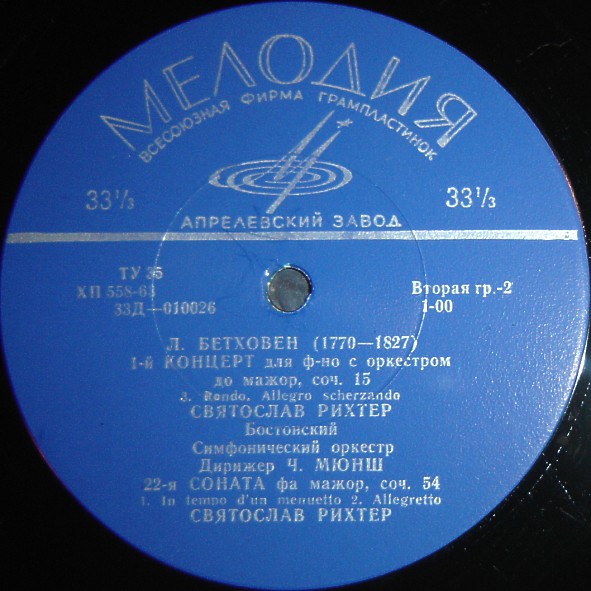 МЕЛОДИЯ
ВСЕСОЮЗНАЯ ФИРМА ГРАМПЛАСТИНОК
33⅓ 33⅓
АПРЕЛЕВСКИЙ ЗАВОД
ТУ 35
ХП 558-63 Вторая гр.-2
33Д—010026 1-00
Л. БЕТХОВЕН (1770—1827)
1-й КОНЦЕРТ для ф-но с оркестром
до мажор, соч. 15
3. Rondo. Allegro scherzando
СВЯТОСЛАВ РИХТЕР
Бостонский
Симфонический оркестр
Дирижер Ч. МЮНШ
22-я СОНАТА фа мажор, соч. 54
1. In tempo d'un menuetto 2. Allegretto
СВЯТОСЛАВ РИХТЕР